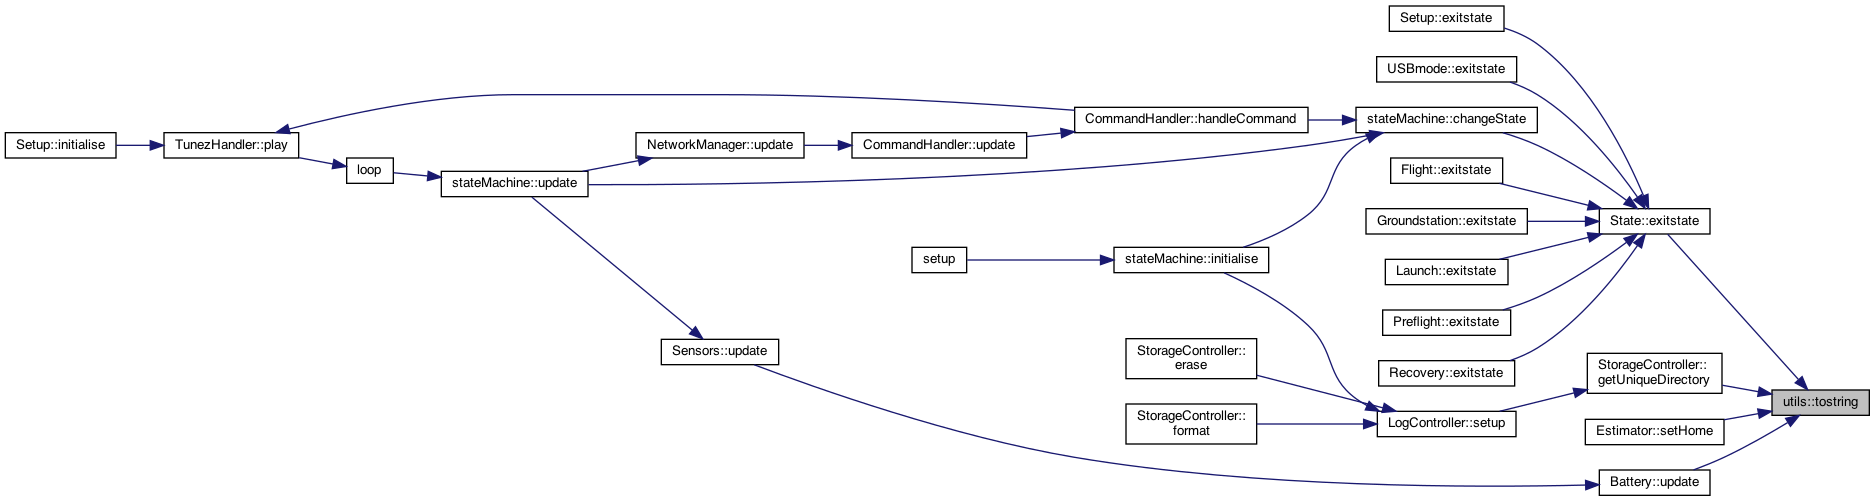 Setup::exitstate
USBmode::exitstate
CommandHandler::handleCommand
stateMachine::changeState
Setup::initialise
TunezHandler::play
NetworkManager::update
CommandHandler::update
loop
Flight::exitstate
stateMachine::update
Groundstation::exitstate
State::exitstate
setup
stateMachine::initialise
Launch::exitstate
Preflight::exitstate
Sensors::update
StorageController::
erase
Recovery::exitstate
StorageController::
getUniqueDirectory
utils::tostring
StorageController::
format
LogController::setup
Estimator::setHome
Battery::update